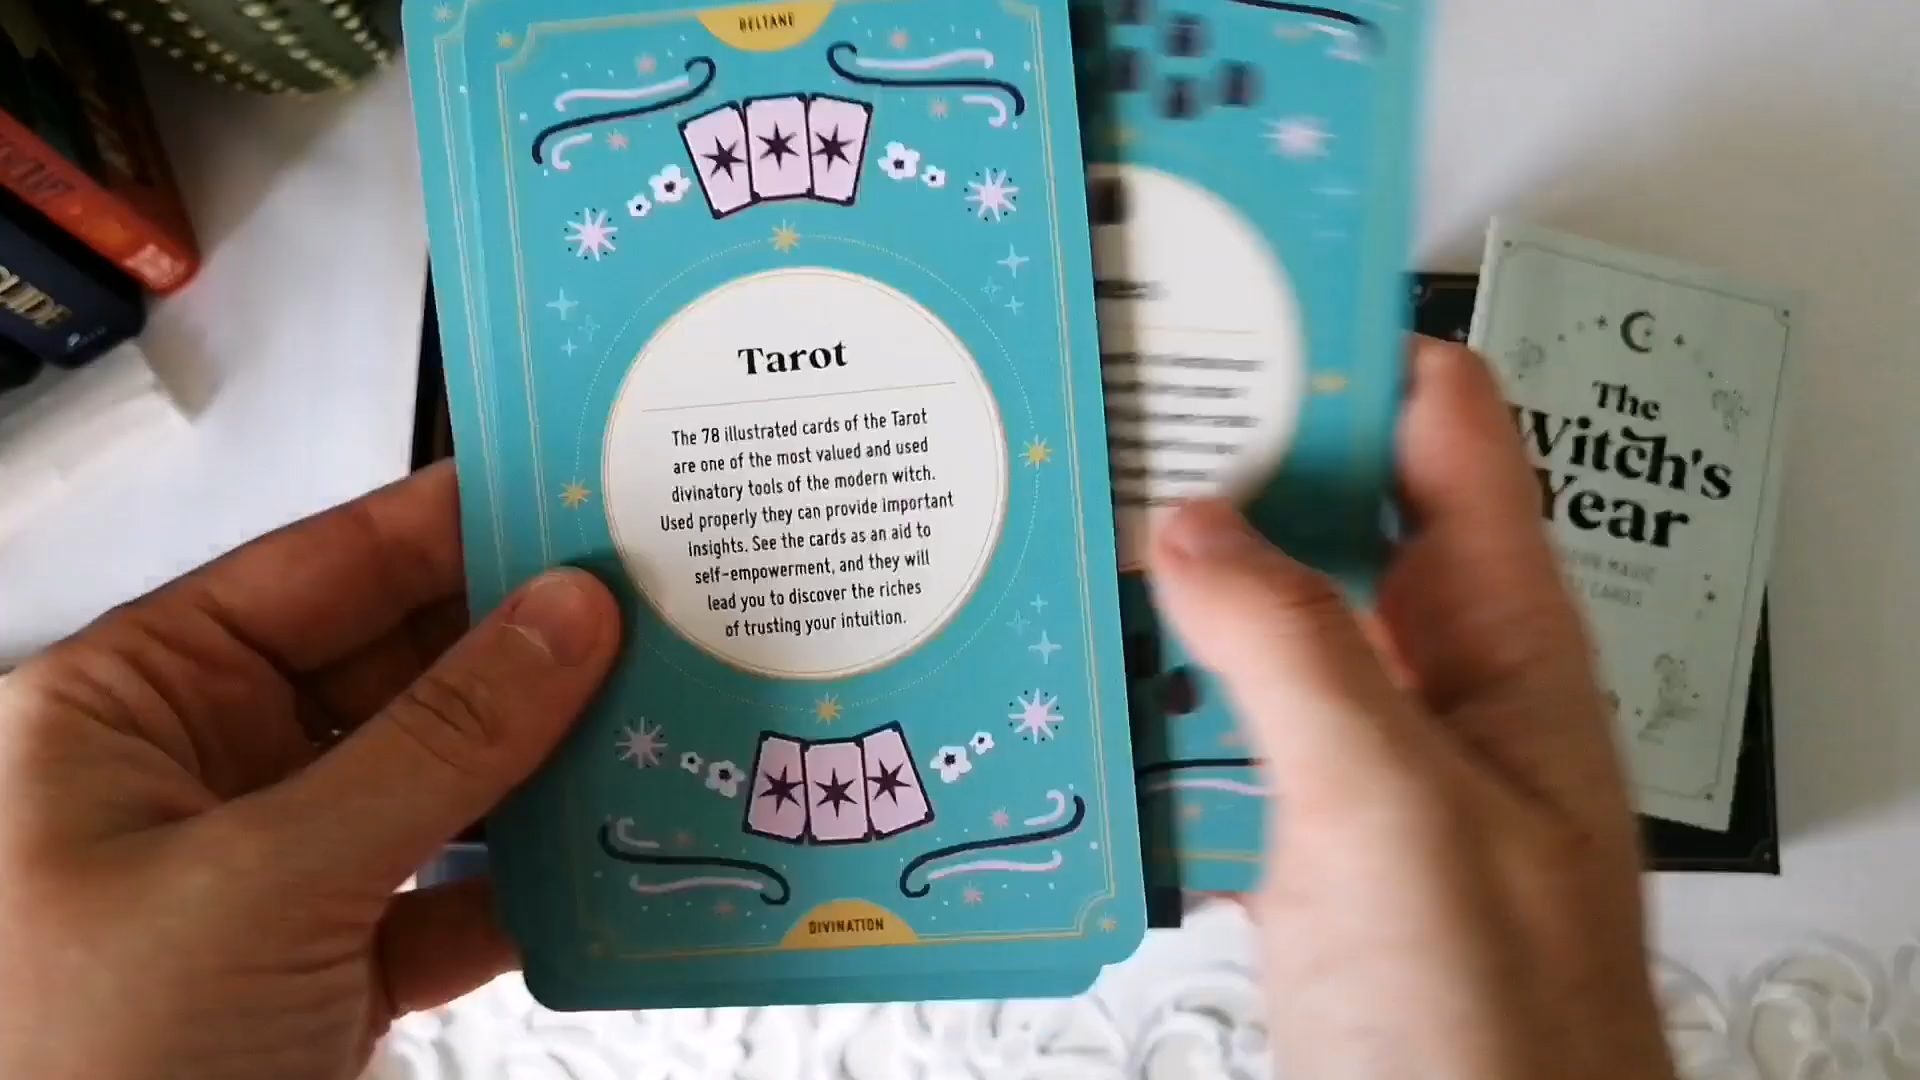 BELTANE
Tarot
The 78 illustrated cards of the Tarot
are one of the most valued and used
divinatory tools of the modern witch.
Used properly they can provide important
insights. See the cards as an aid to
self-empowerment, and they will
lead you to discover the riches
of trusting your intuition.
DIVINATION
The
Witch's
Year
MAGIC
CARDS